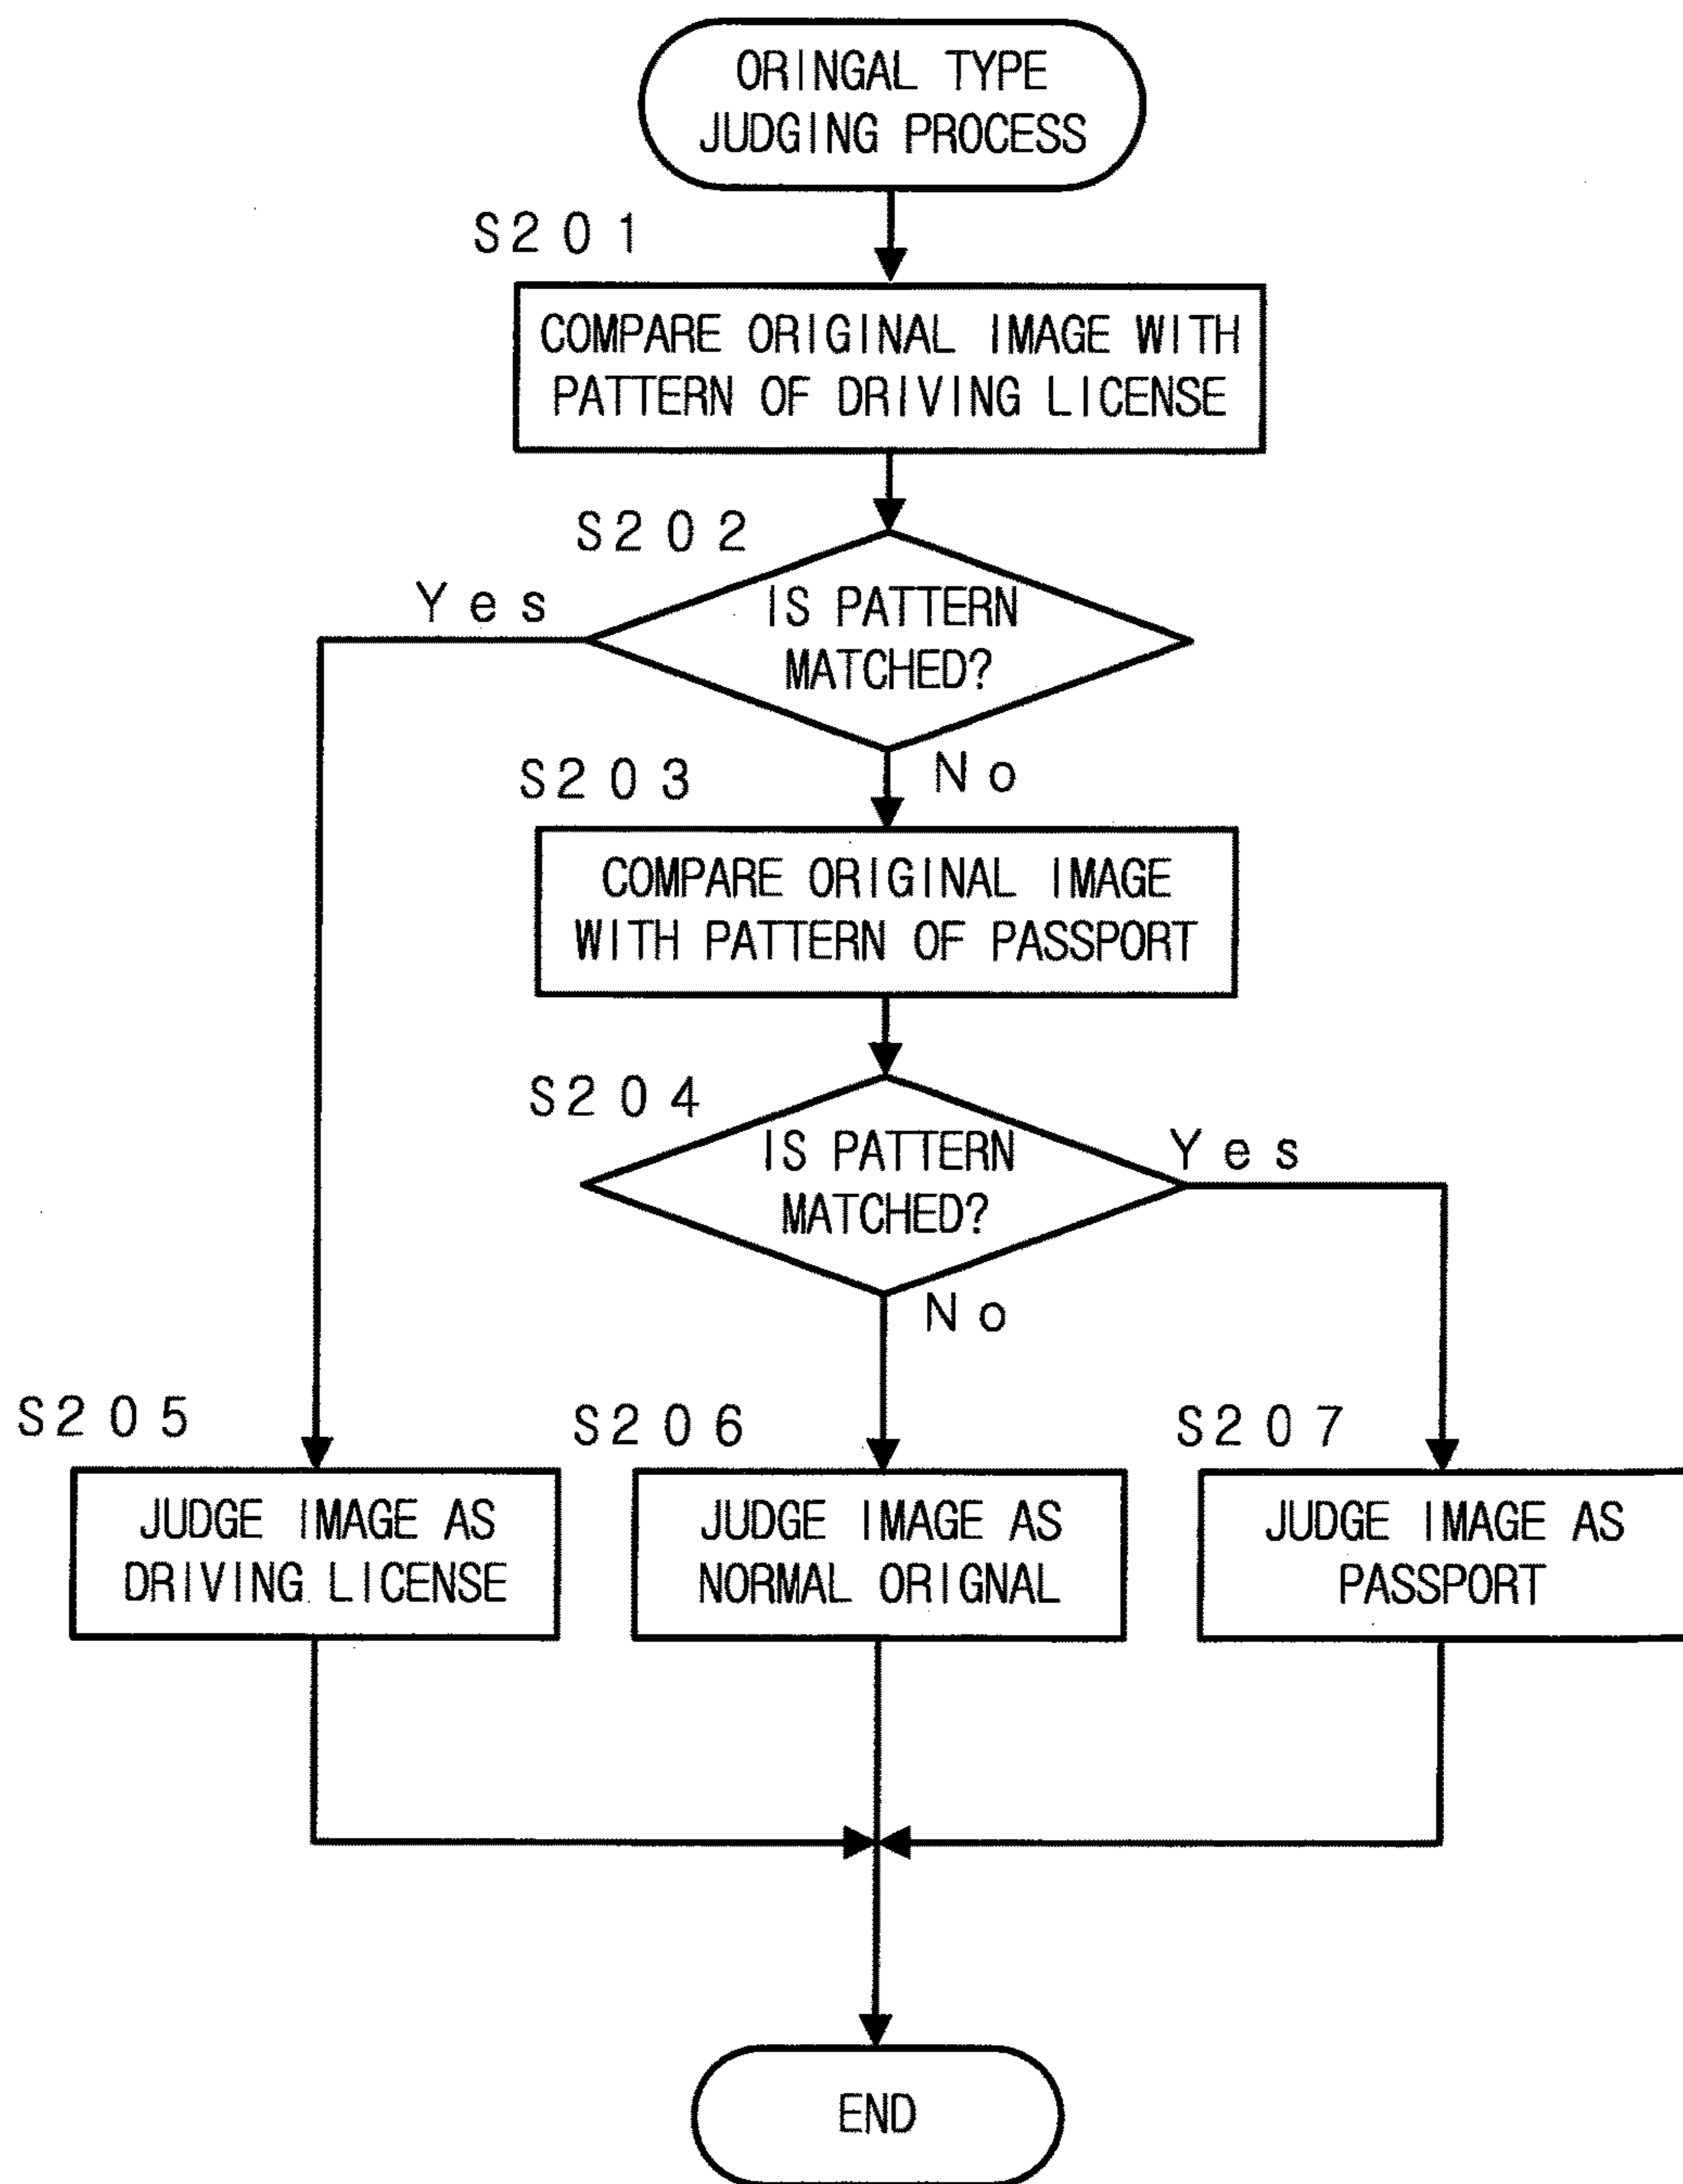 ORINGAL TYPE
JUDGING PROCESS
S201
COMPARE ORIGINAL IMAGE WITH
PATTERN OF DRIVING LICENSE
S202
Yes
IS PATTERN
MATCHED?
No
S203
COMPARE ORIGINAL IMAGE
WITH PATTERN OF PASSPORT
S204
IS PATTERN
MATCHED?
Yes
No
S205
JUDGE IMAGE AS
DRIVING LICENSE
S206
JUDGE IMAGE AS
NORMAL ORIGNAL
S207
JUDGE IMAGE AS
PASSPORT
END